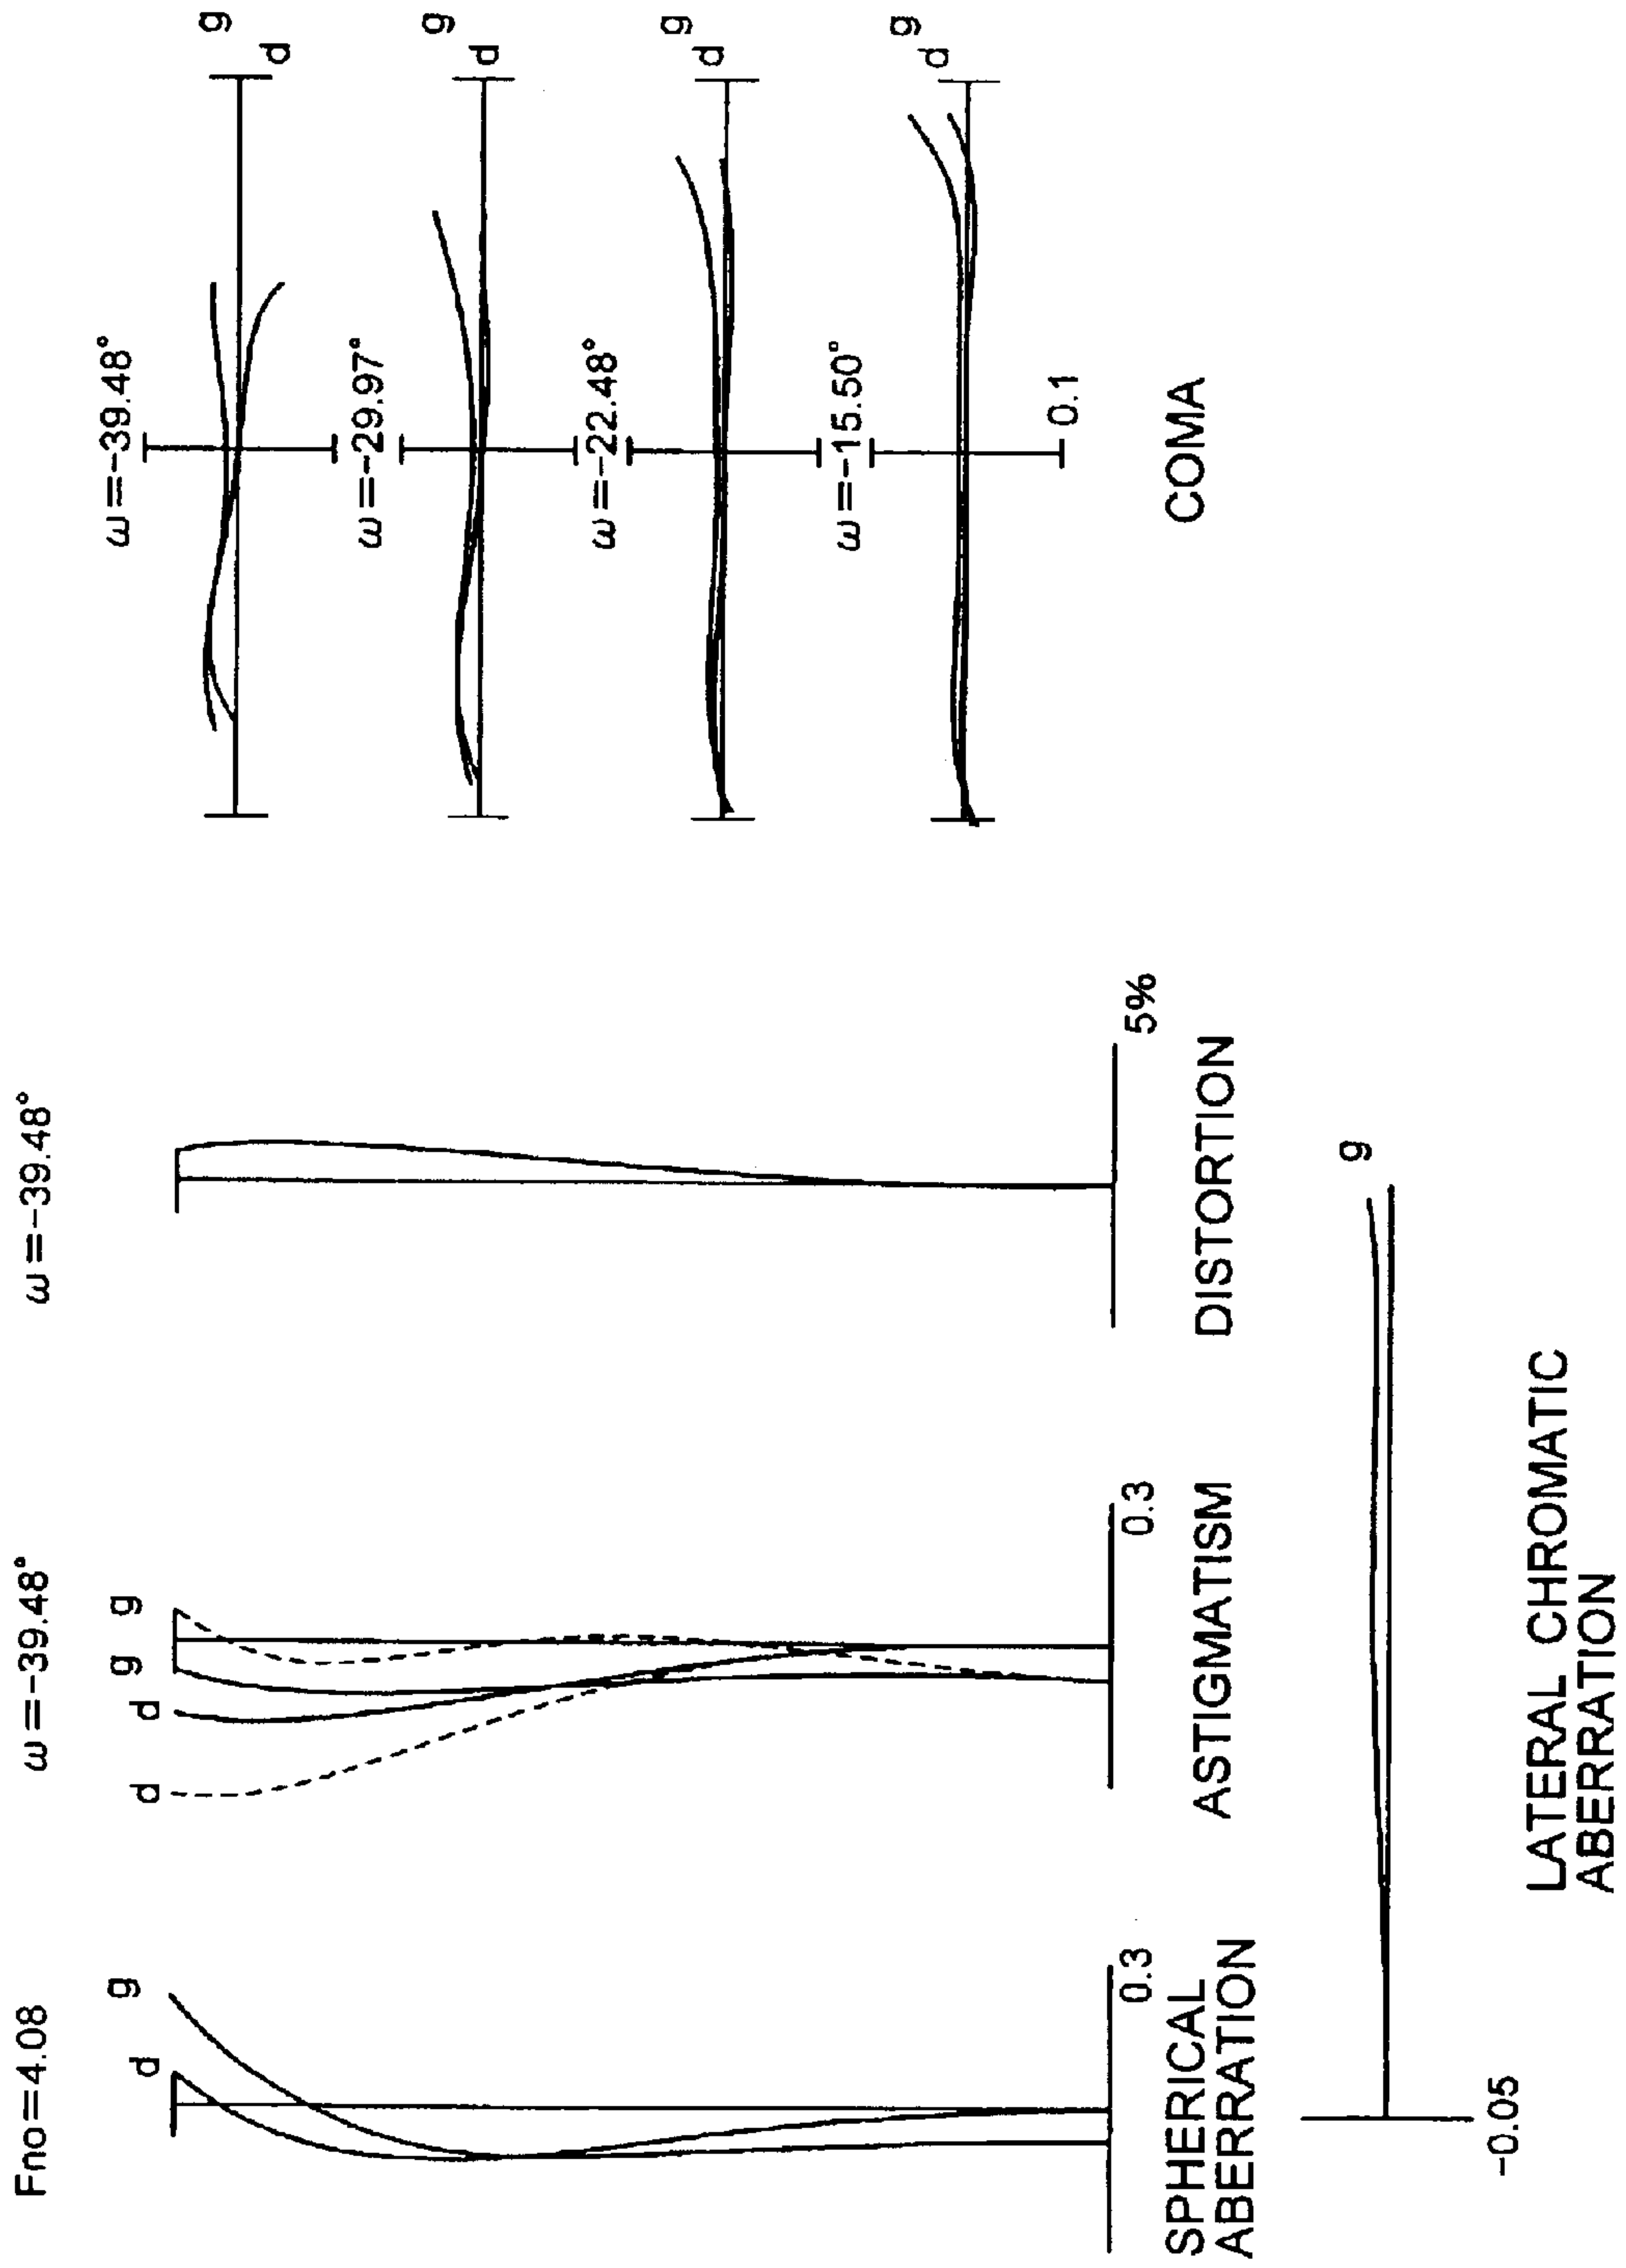 Fno=4.08
d
g
0.3
SPHERICAL
ABERRATION
ω=-39.48°
d
d
g
g
0.3
ASTIGMATISM
ω=-39.48°
5%
DISTORTION
ω=-39.48°
g
d
ω=-29.97°
g
d
ω=-22.48°
g
d
ω=-15.50°
g
d
0.1
COMA
g
-0.05
LATERAL CHROMATIC
ABERRATION